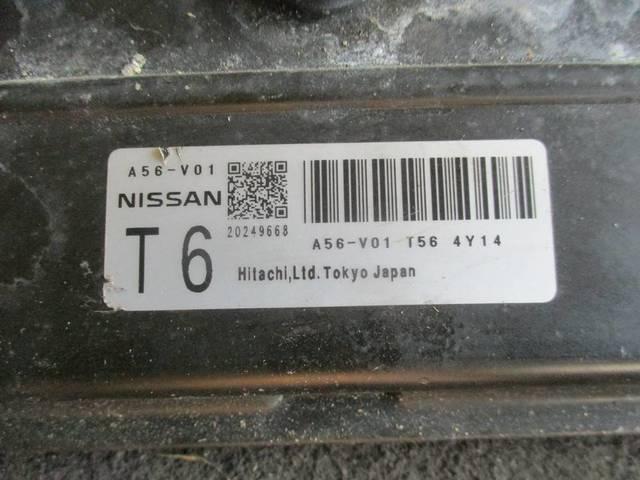 A56-V01
NISSAN
T6
20249668
A56-V01 T56 4Y14
Hitachi,Ltd.Tokyo Japan